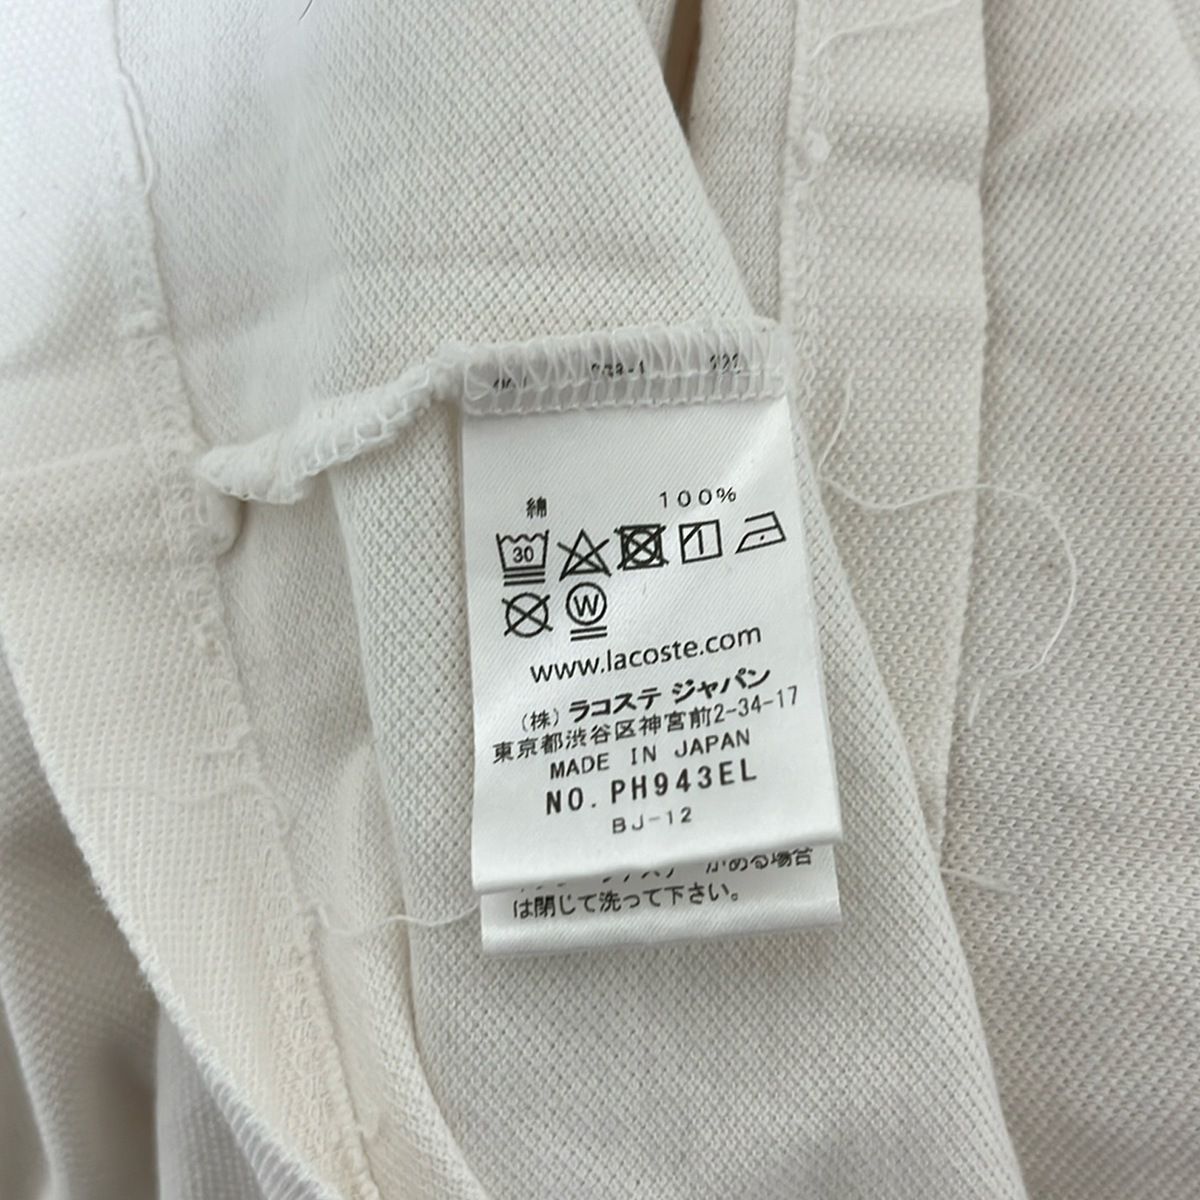 綿 100%
30
W
www.lacoste.com
(株) ラコステ ジャパン
東京都渋谷区神宮前2-34-17
MADE IN JAPAN
NO. PH943EL
BJ-12
がある場合
は閉じて洗って下さい。